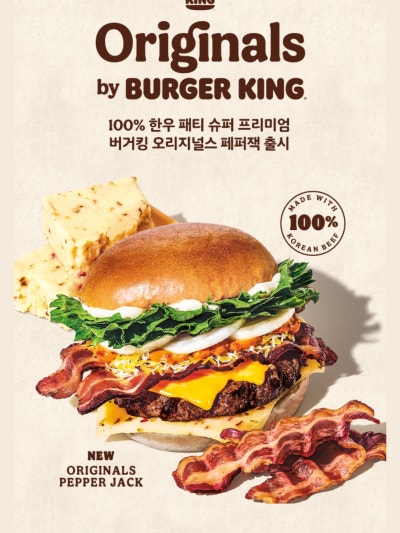 KING
Originals
by BURGER KING®
100% 한우 패티 슈퍼 프리미엄
버거킹 오리지널스 페퍼잭 출시
MADE WITH
100%
KOREAN BEEF
NEW
ORIGINALS
PEPPER JACK